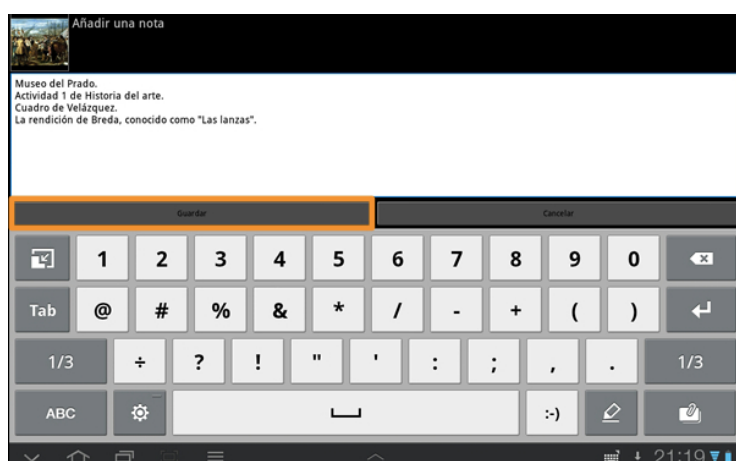 Añadir una nota
Museo del Prado.
Actividad 1 de Historia del arte.
Cuadro de Velázquez.
La rendición de Breda, conocido como "Las lanzas".
Guardar Cancelar
1 2 3 4 5 6 7 8 9 0
Tab @ # % & * / - + ( )
1/3 ÷ ? ! " ' : ; , . 1/3
ABC :-)
21:19